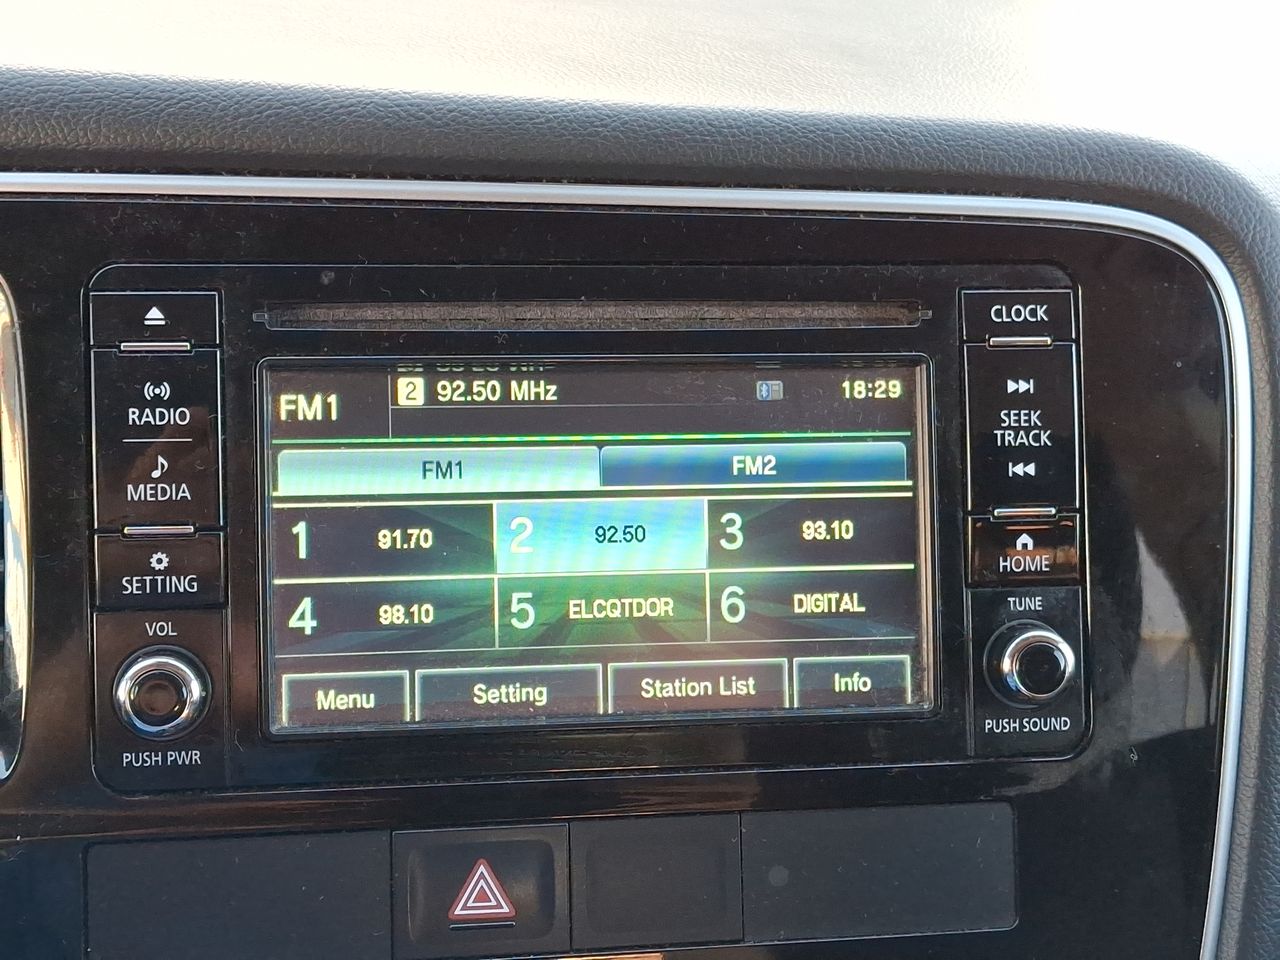 CLOCK
RADIO
MEDIA
SETTING
VOL
PUSH PWR
FM1
2 92.50 MHz
18:29
FM1
FM2
1 91.70
2 92.50
3 93.10
4 98.10
5 ELCQTDOR
6 DIGITAL
Menu
Setting
Station List
Info
SEEK
TRACK
HOME
TUNE
PUSH SOUND